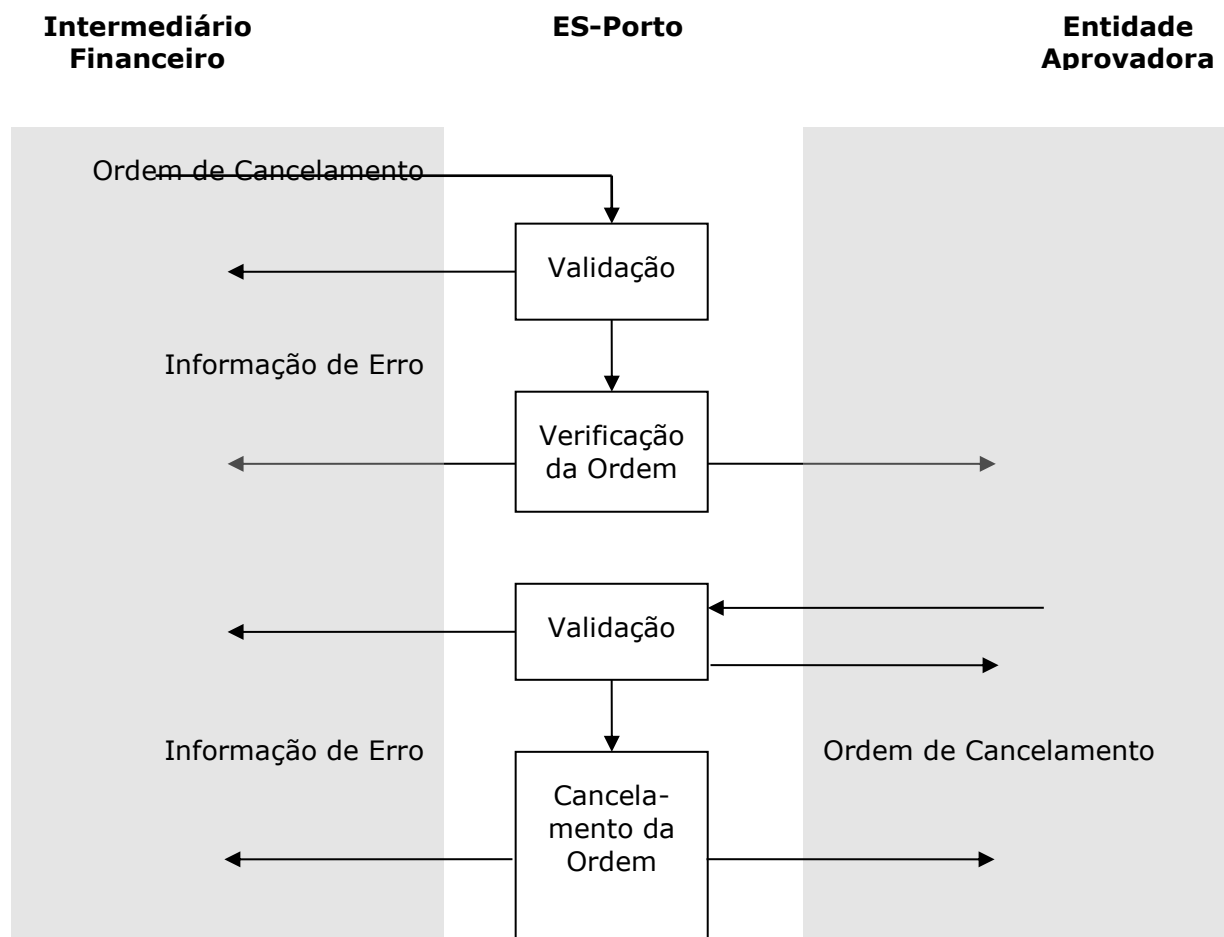 Intermediário
Financeiro
ES-Porto
Entidade
Aprovadora
Ordem de Cancelamento
Validação
Informação de Erro
Verificação
da Ordem
Validação
Informação de Erro
Ordem de Cancelamento
Cancela-
mento da
Ordem